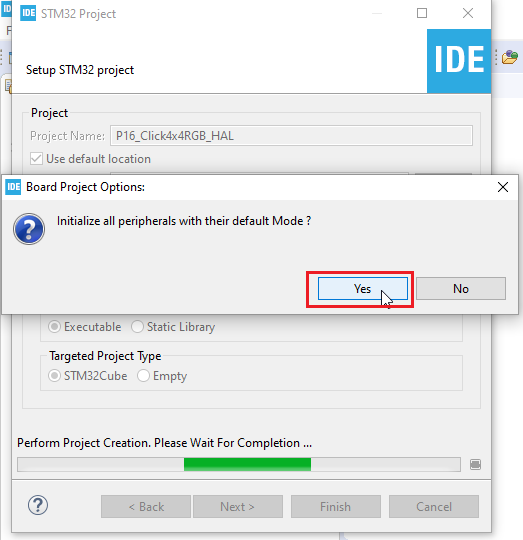 IDE
STM32 Project
Setup STM32 project
IDE
Project
Project Name: P16_Click4x4RGB_HAL
Use default location
IDE Board Project Options:
Initialize all peripherals with their default Mode ?
Yes No
Executable Static Library
Targeted Project Type
STM32Cube Empty
Perform Project Creation. Please Wait For Completion ...
? < Back Next > Finish Cancel